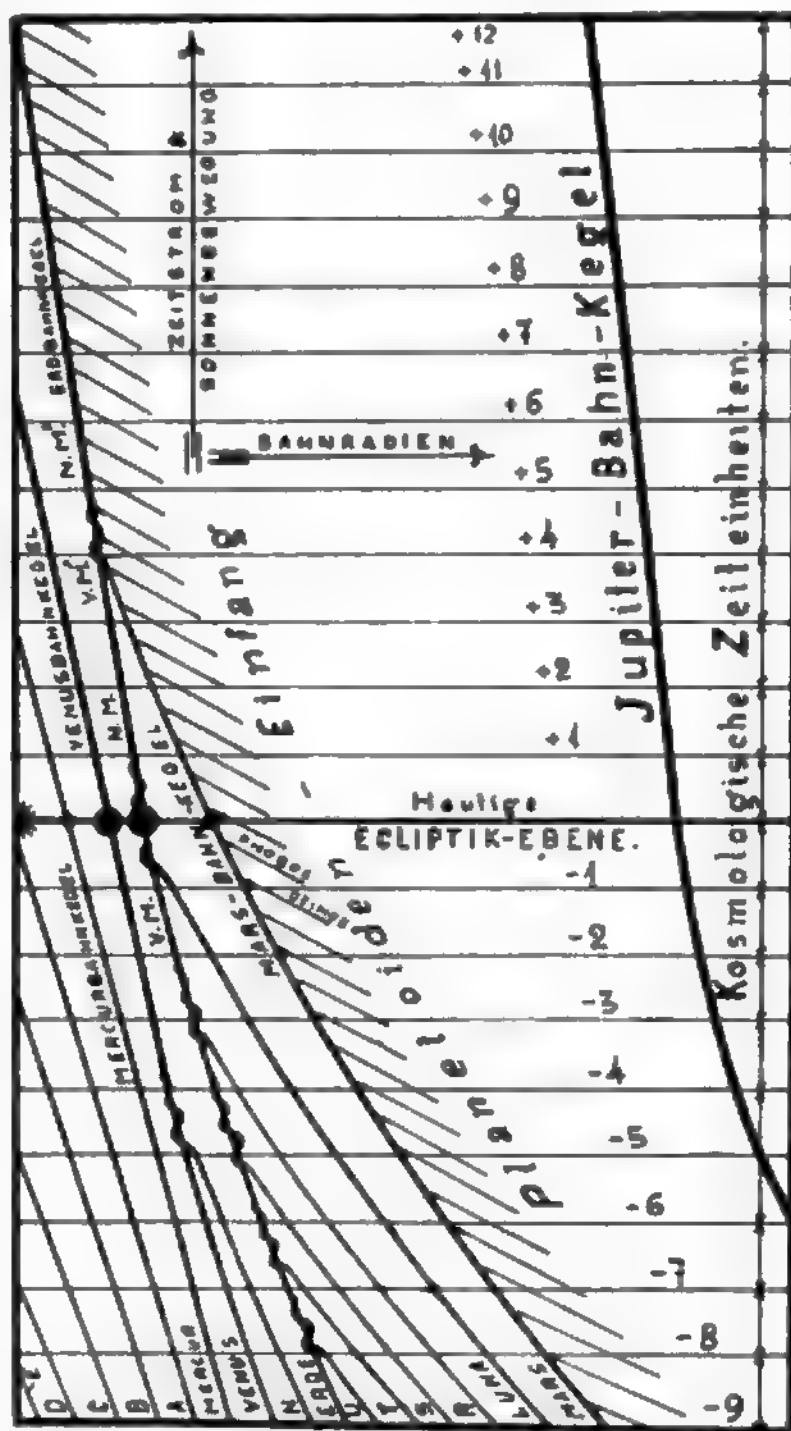 +12
+11
+10
+9
+8
+7
+6
+5
+4
+3
+2
+1
-1
-2
-3
-4
-5
-6
-7
-8
-9
ZEITSTROM &
SONNENBEWEGUNG
BAHNRADIEN
ERDBAHNKEGEL
N.M.
V.M.
VENUSBAHNKEGEL
N.M.
MARS-BAHN-KEGEL
V.M.
MERCURBAHNKEGEL
Planetoiden - Einfang
Heutige
ECLIPTIK-EBENE.
Jupiter-Bahn-Kegel
Kosmologische Zeiteinheiten.
D
C
B
A
MERCUR
VENUS
N
ERDE
U
T
S
R
LUNA
MARS